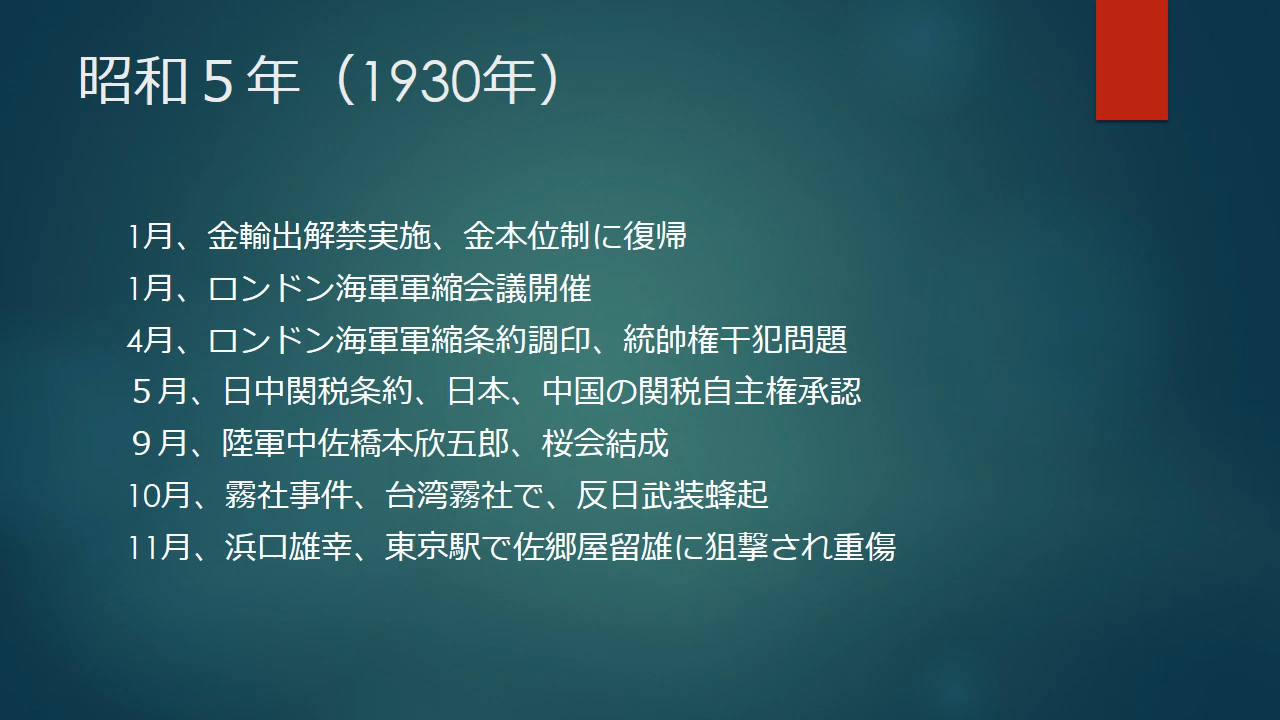 昭和５年（1930年）
1月、金輸出解禁実施、金本位制に復帰
1月、ロンドン海軍軍縮会議開催
4月、ロンドン海軍軍縮条約調印、統帥権干犯問題
５月、日中関税条約、日本、中国の関税自主権承認
９月、陸軍中佐橋本欣五郎、桜会結成
10月、霧社事件、台湾霧社で、反日武装蜂起
11月、浜口雄幸、東京駅で佐郷屋留雄に狙撃され重傷